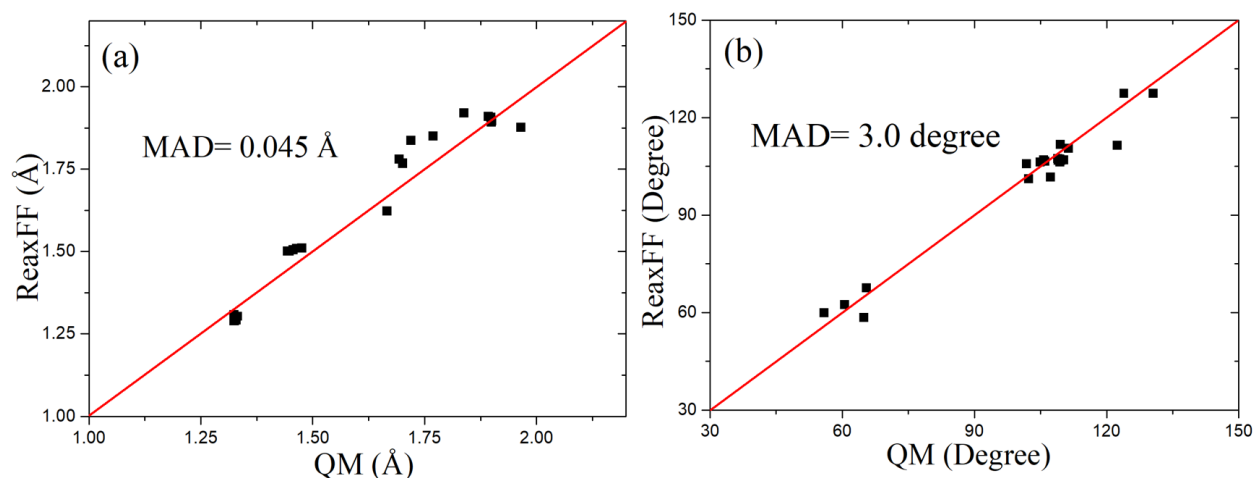 (a)
MAD= 0.045 Å
ReaxFF (Å)
2.00
1.75
1.50
1.25
1.00
1.00 1.25 1.50 1.75 2.00
QM (Å)
(b)
MAD= 3.0 degree
ReaxFF (Degree)
150
120
90
60
30
30 60 90 120 150
QM (Degree)